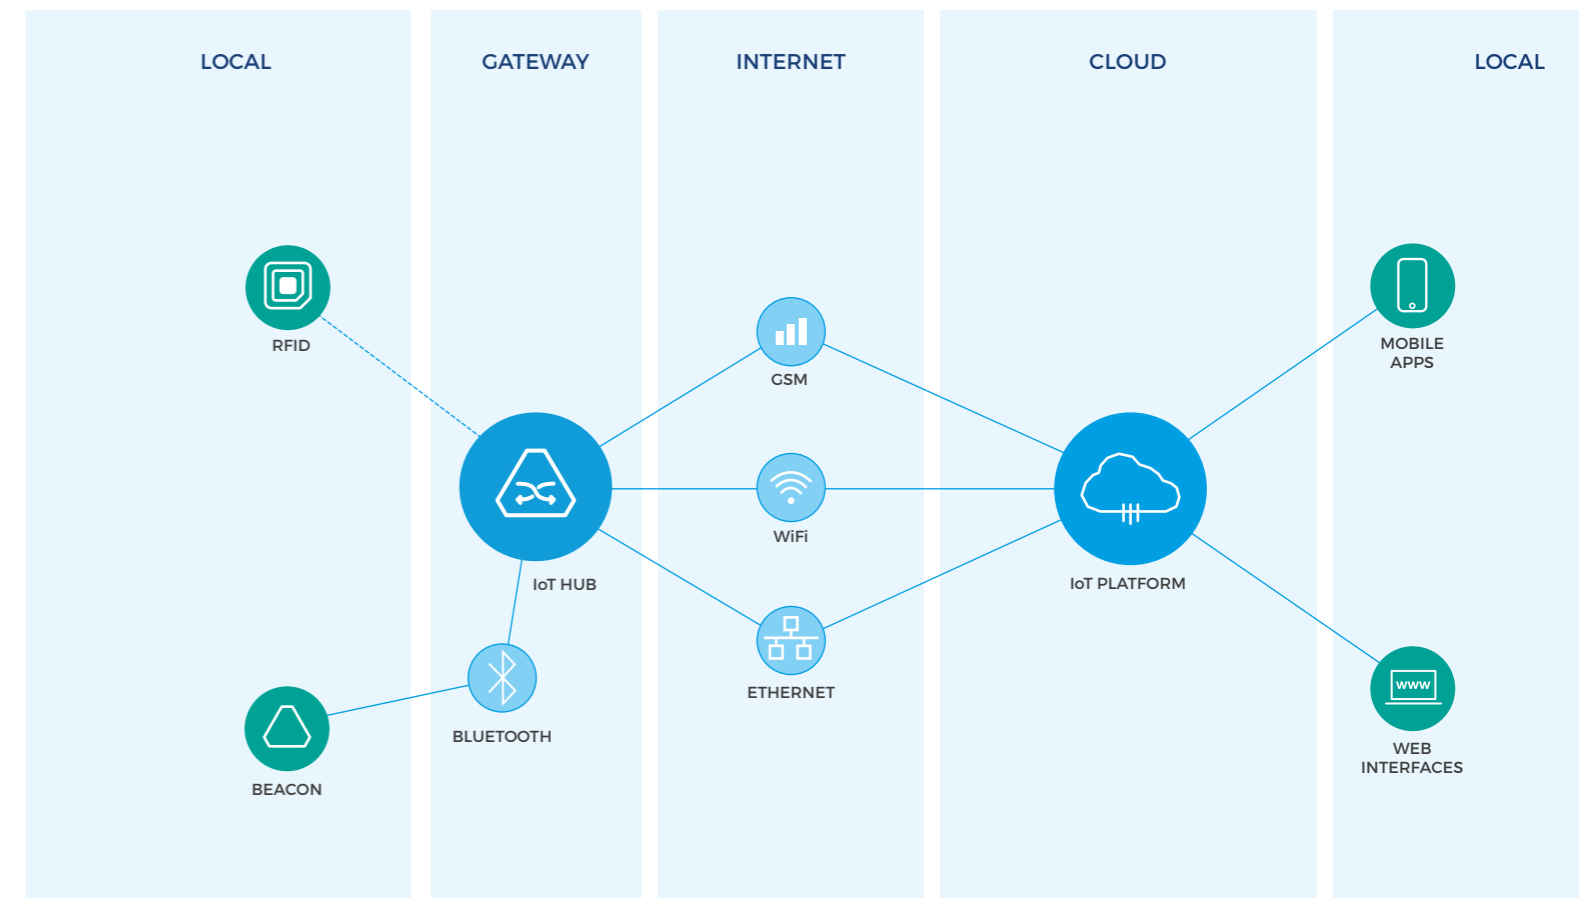 LOCAL
GATEWAY
INTERNET
CLOUD
LOCAL
RFID
GSM
MOBILE
APPS
WiFi
IoT HUB
IoT PLATFORM
ETHERNET
BLUETOOTH
BEACON
www
WEB
INTERFACES